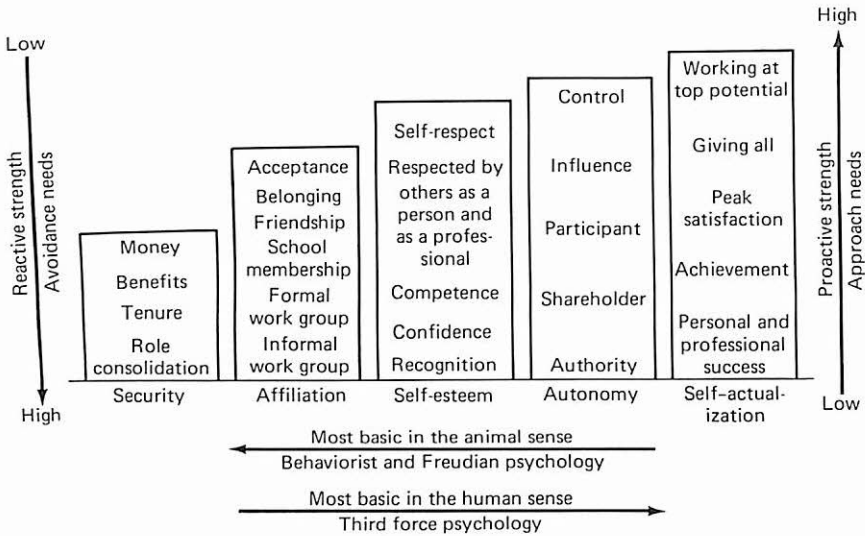 Low
Reactive strength
Avoidance needs
High
Money
Benefits
Tenure
Role
consolidation
Security
Acceptance
Belonging
Friendship
School
membership
Formal
work group
Informal
work group
Affiliation
Self-respect
Respected by
others as a
person and
as a profes-
sional
Competence
Confidence
Recognition
Self-esteem
Control
Influence
Participant
Shareholder
Authority
Autonomy
Working at
top potential
Giving all
Peak
satisfaction
Achievement
Personal and
professional
success
Self-actual-
ization
High
Proactive strength
Approach needs
Low
Most basic in the animal sense
Behaviorist and Freudian psychology
Most basic in the human sense
Third force psychology